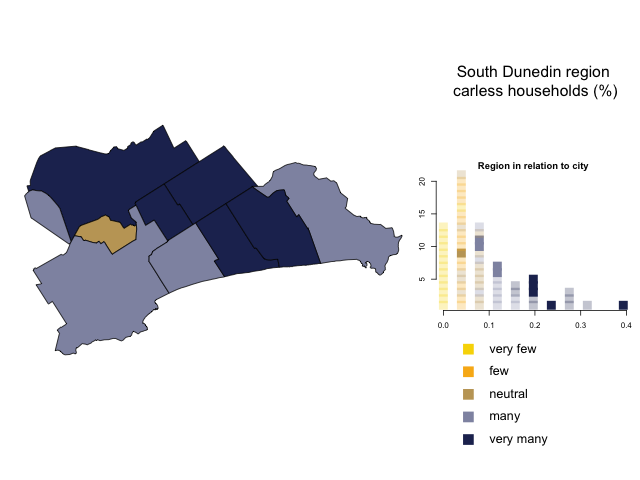 South Dunedin region
carless households (%)
Region in relation to city
20
15
10
5
0.0 0.1 0.2 0.3 0.4
very few
few
neutral
many
very many